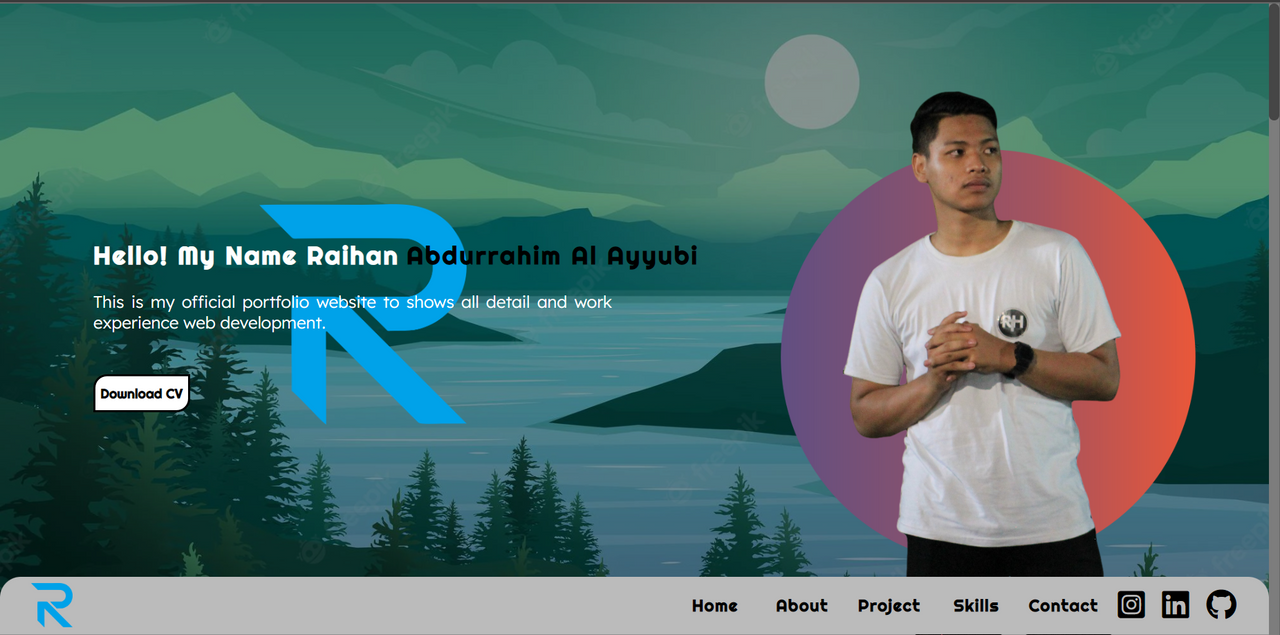 Hello! My Name Raihan Abdurrahim Al Ayyubi
This is my official portfolio website to shows all detail and work
experience web development.
Download CV
RH
Home About Project Skills Contact